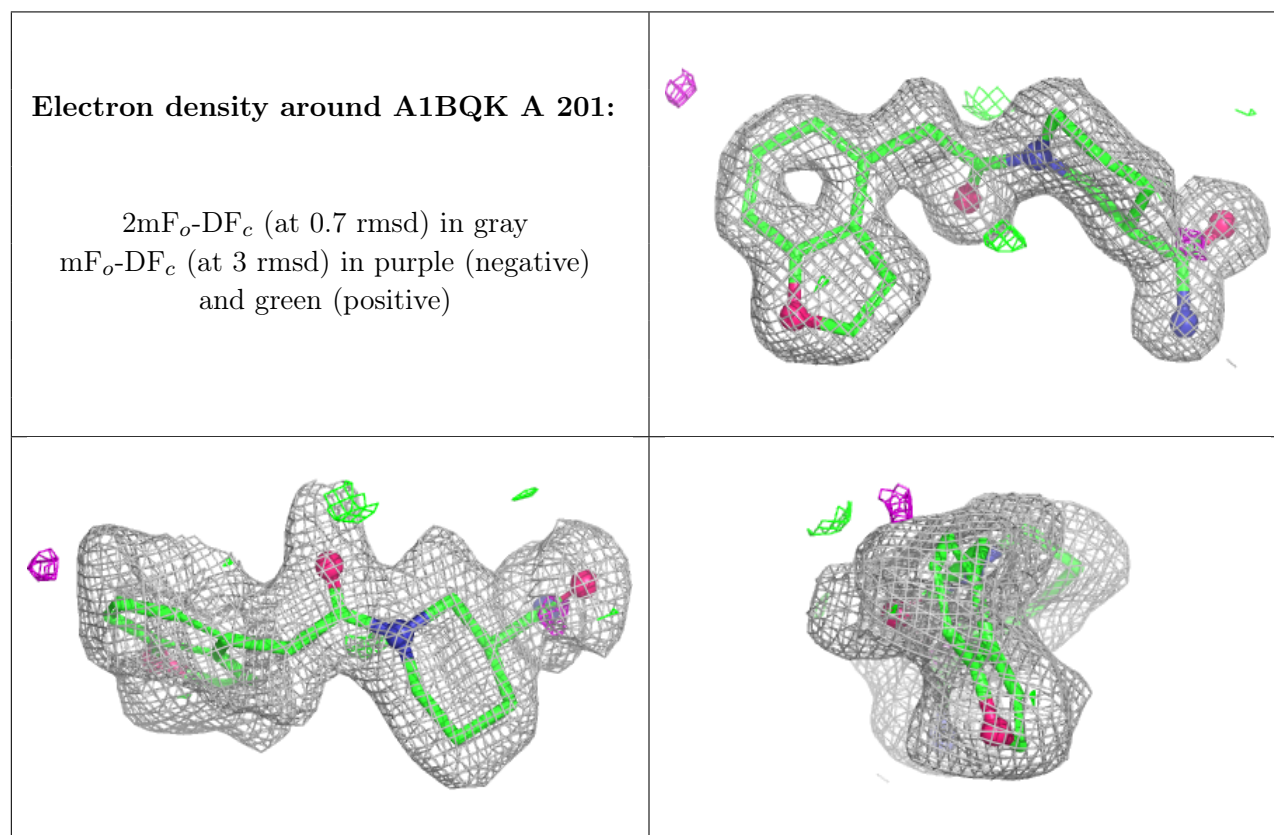 Electron density around A1BQK A 201:
2mFo-DFc (at 0.7 rmsd) in gray
mFo-DFc (at 3 rmsd) in purple (negative)
and green (positive)